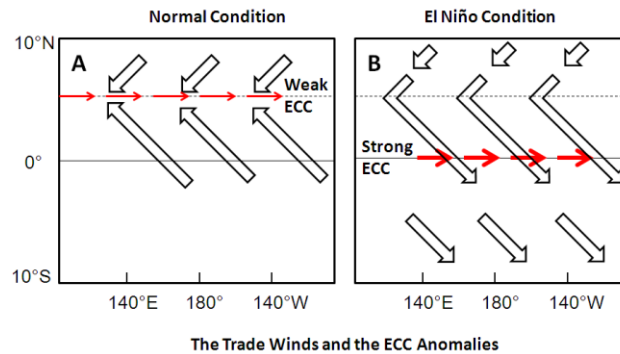 Normal Condition
El Niño Condition
10°N
A
B
Weak
ECC
Strong
ECC
0°
10°S
140°E 180° 140°W
140°E 180° 140°W
The Trade Winds and the ECC Anomalies